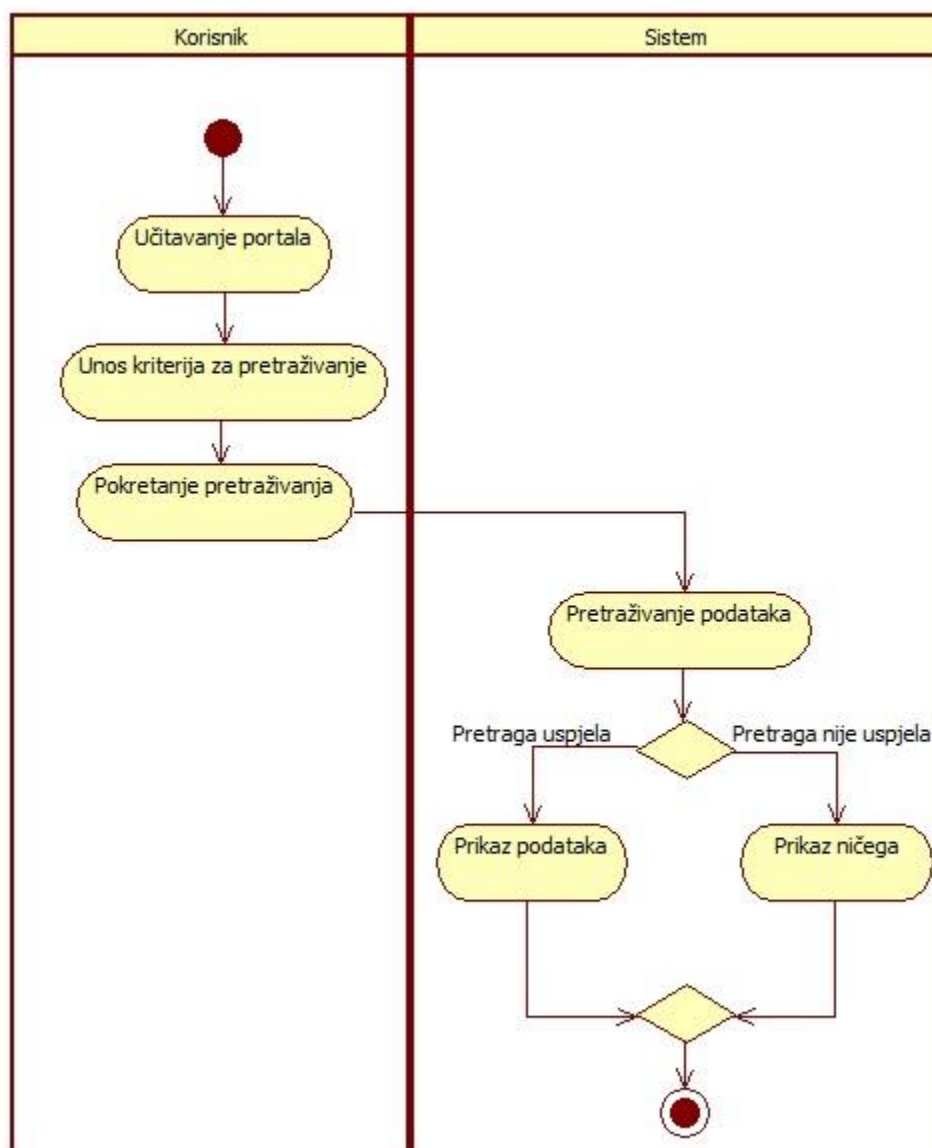 Korisnik
Sistem
Učitavanje portala
Unos kriterija za pretraživanje
Pokretanje pretraživanja
Pretraživanje podataka
Pretraga uspjela
Pretraga nije uspjela
Prikaz podataka
Prikaz ničega